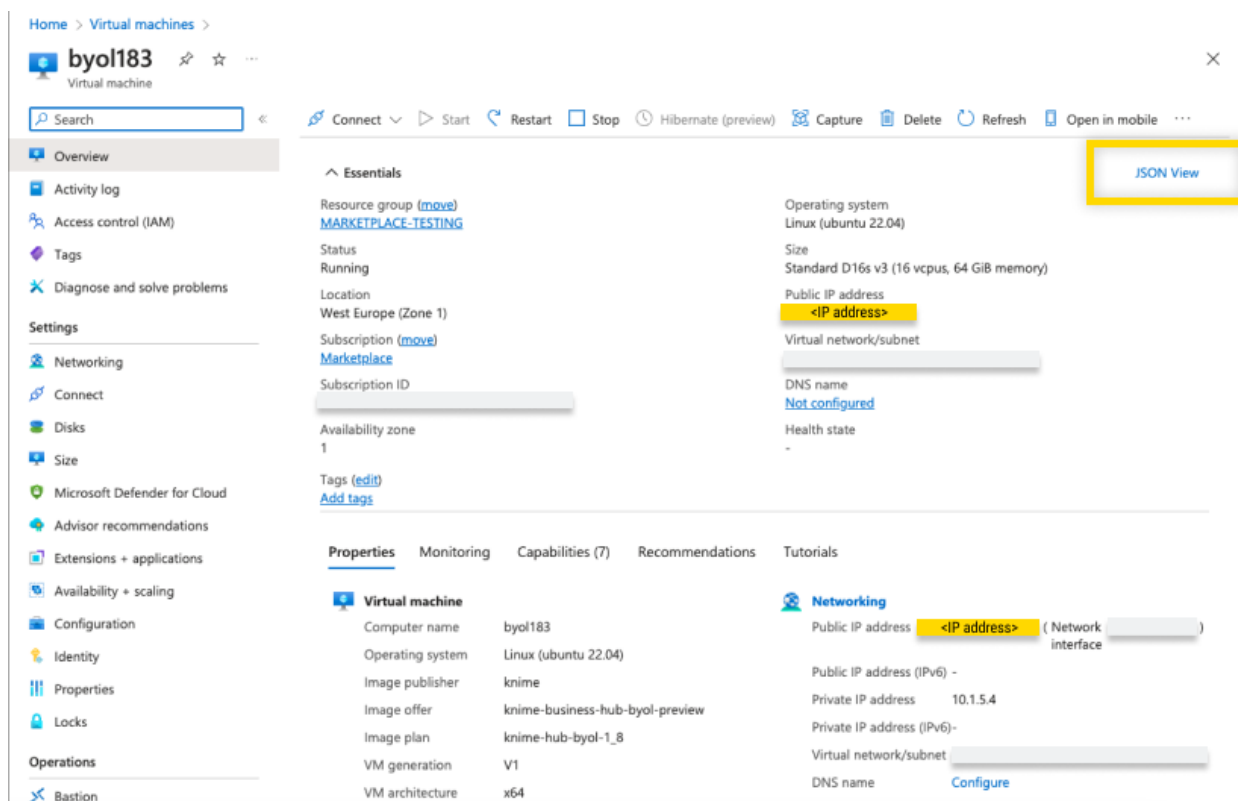 Home > Virtual machines >
byol183
Virtual machine
Search
Connect
Start
Restart
Stop
Hibernate (preview)
Capture
Delete
Refresh
Open in mobile
Overview
Activity log
Access control (IAM)
Tags
Diagnose and solve problems
Settings
Networking
Connect
Disks
Size
Microsoft Defender for Cloud
Advisor recommendations
Extensions + applications
Availability + scaling
Configuration
Identity
Properties
Locks
Operations
Bastion
Essentials
JSON View
Resource group (move)
MARKETPLACE-TESTING
Status
Running
Location
West Europe (Zone 1)
Subscription (move)
Marketplace
Subscription ID
Availability zone
1
Tags (edit)
Add tags
Operating system
Linux (ubuntu 22.04)
Size
Standard D16s v3 (16 vcpus, 64 GiB memory)
Public IP address
<IP address>
Virtual network/subnet
DNS name
Not configured
Health state
-
Properties
Monitoring
Capabilities (7)
Recommendations
Tutorials
Virtual machine
Computer name byol183
Operating system Linux (ubuntu 22.04)
Image publisher knime
Image offer knime-business-hub-byol-preview
Image plan knime-hub-byol-1_8
VM generation V1
VM architecture x64
Networking
Public IP address <IP address> ( Network )
interface
Public IP address (IPv6) -
Private IP address 10.1.5.4
Private IP address (IPv6)-
Virtual network/subnet
DNS name Configure